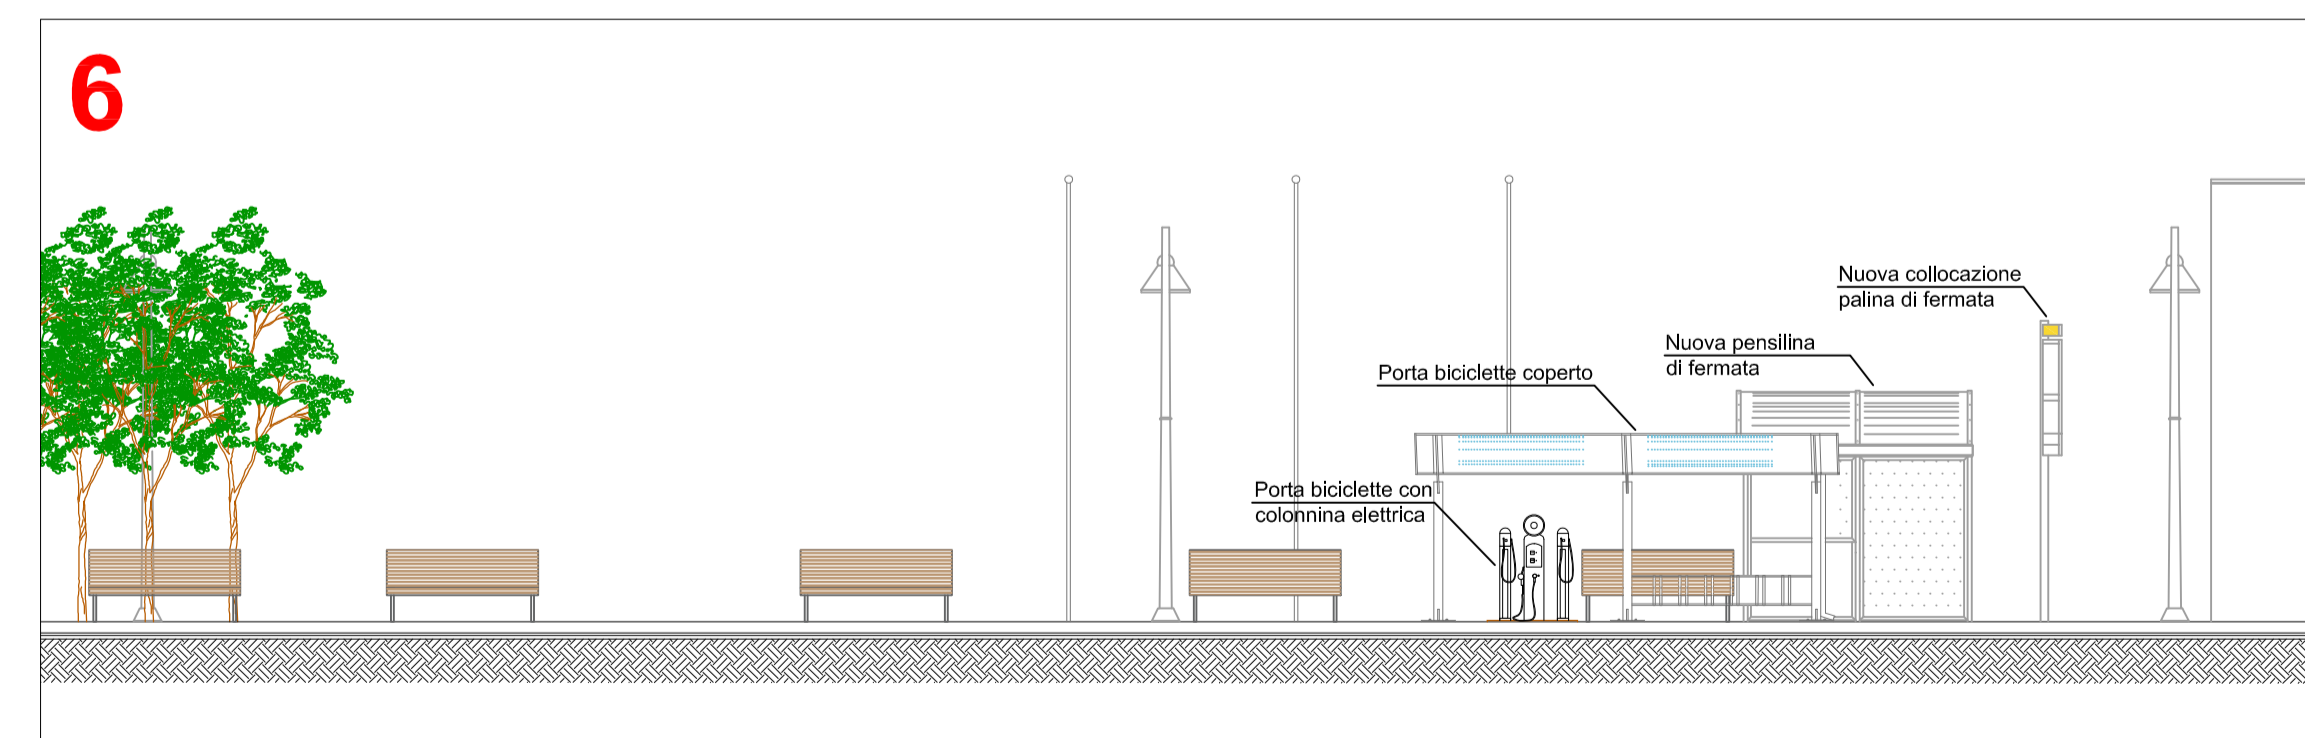 6
Nuova collocazione
palina di fermata
Nuova pensilina
di fermata
Porta biciclette coperto
Porta biciclette con
colonnina elettrica